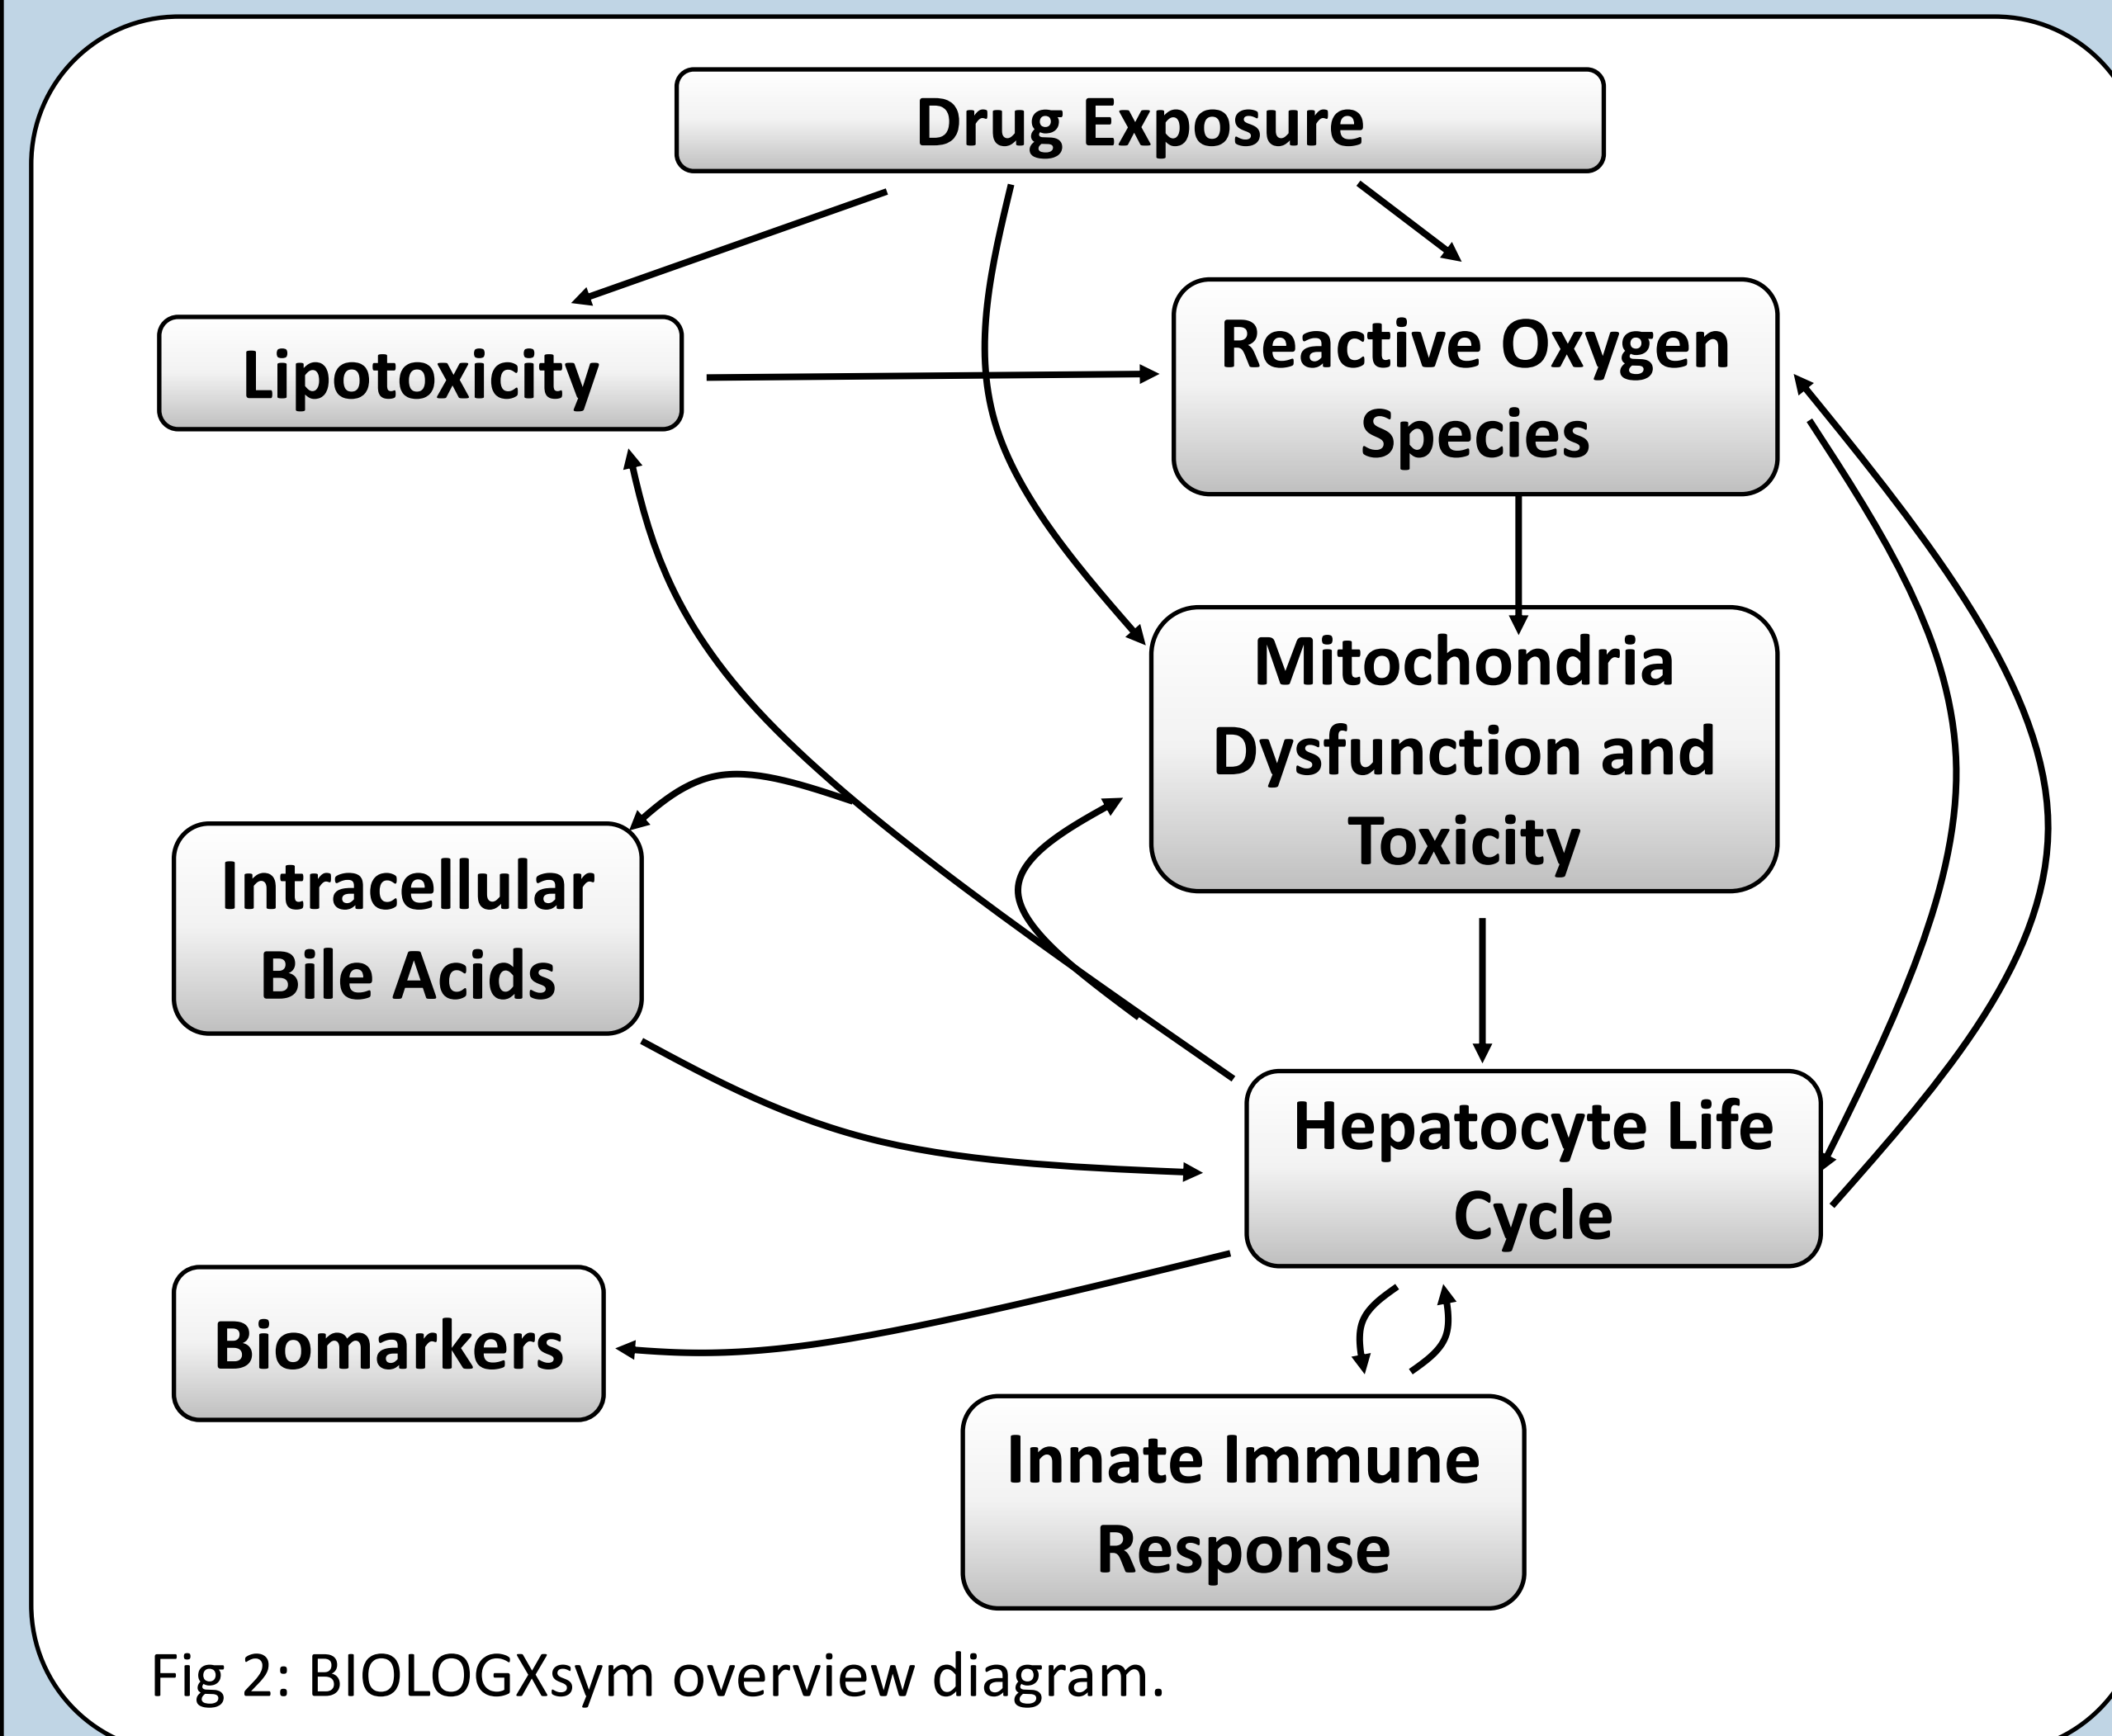 Drug Exposure
Lipotoxicity
Reactive Oxygen
Species
Mitochondria
Dysfunction and
Toxicity
Intracellular
Bile Acids
Hepatocyte Life
Cycle
Biomarkers
Innate Immune
Response
Fig 2: BIOLOGXsym overview diagram.